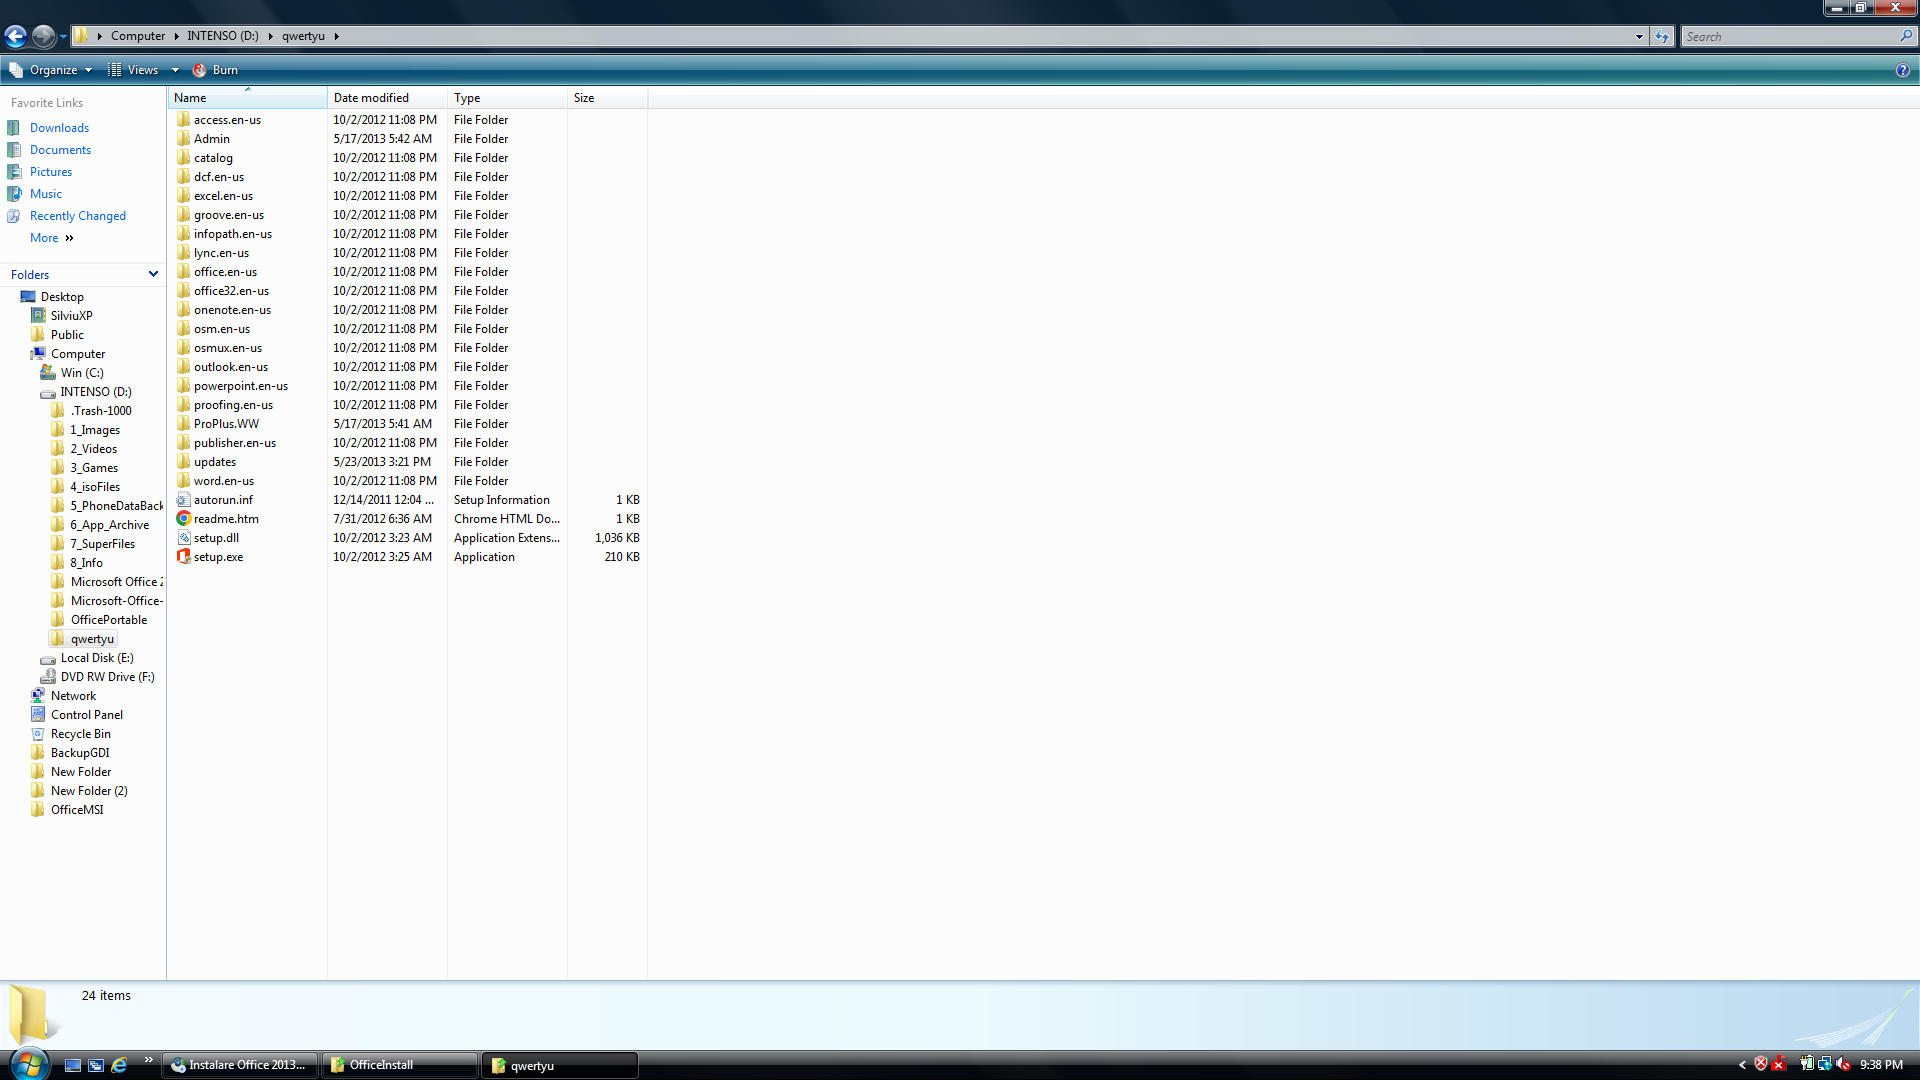 Computer ▸ INTENSO (D:) ▸ qwertyu ▸
Search
Organize Views Burn
Favorite Links
Downloads
Documents
Pictures
Music
Recently Changed
More »
Folders
Desktop
SilviuXP
Public
Computer
Win (C:)
INTENSO (D:)
.Trash-1000
1_Images
2_Videos
3_Games
4_isoFiles
5_PhoneDataBack
6_App_Archive
7_SuperFiles
8_Info
Microsoft Office 2
Microsoft-Office-
OfficePortable
qwertyu
Local Disk (E:)
DVD RW Drive (F:)
Network
Control Panel
Recycle Bin
BackupGDI
New Folder
New Folder (2)
OfficeMSI
Name Date modified Type Size
access.en-us 10/2/2012 11:08 PM File Folder
Admin 5/17/2013 5:42 AM File Folder
catalog 10/2/2012 11:08 PM File Folder
dcf.en-us 10/2/2012 11:08 PM File Folder
excel.en-us 10/2/2012 11:08 PM File Folder
groove.en-us 10/2/2012 11:08 PM File Folder
infopath.en-us 10/2/2012 11:08 PM File Folder
lync.en-us 10/2/2012 11:08 PM File Folder
office.en-us 10/2/2012 11:08 PM File Folder
office32.en-us 10/2/2012 11:08 PM File Folder
onenote.en-us 10/2/2012 11:08 PM File Folder
osm.en-us 10/2/2012 11:08 PM File Folder
osmux.en-us 10/2/2012 11:08 PM File Folder
outlook.en-us 10/2/2012 11:08 PM File Folder
powerpoint.en-us 10/2/2012 11:08 PM File Folder
proofing.en-us 10/2/2012 11:08 PM File Folder
ProPlus.WW 5/17/2013 5:41 AM File Folder
publisher.en-us 10/2/2012 11:08 PM File Folder
updates 5/23/2013 3:21 PM File Folder
word.en-us 10/2/2012 11:08 PM File Folder
autorun.inf 12/14/2011 12:04 ... Setup Information 1 KB
readme.htm 7/31/2012 6:36 AM Chrome HTML Do... 1 KB
setup.dll 10/2/2012 3:23 AM Application Extens... 1,036 KB
setup.exe 10/2/2012 3:25 AM Application 210 KB
24 items
» Instalare Office 2013... OfficeInstall qwertyu < 9:38 PM